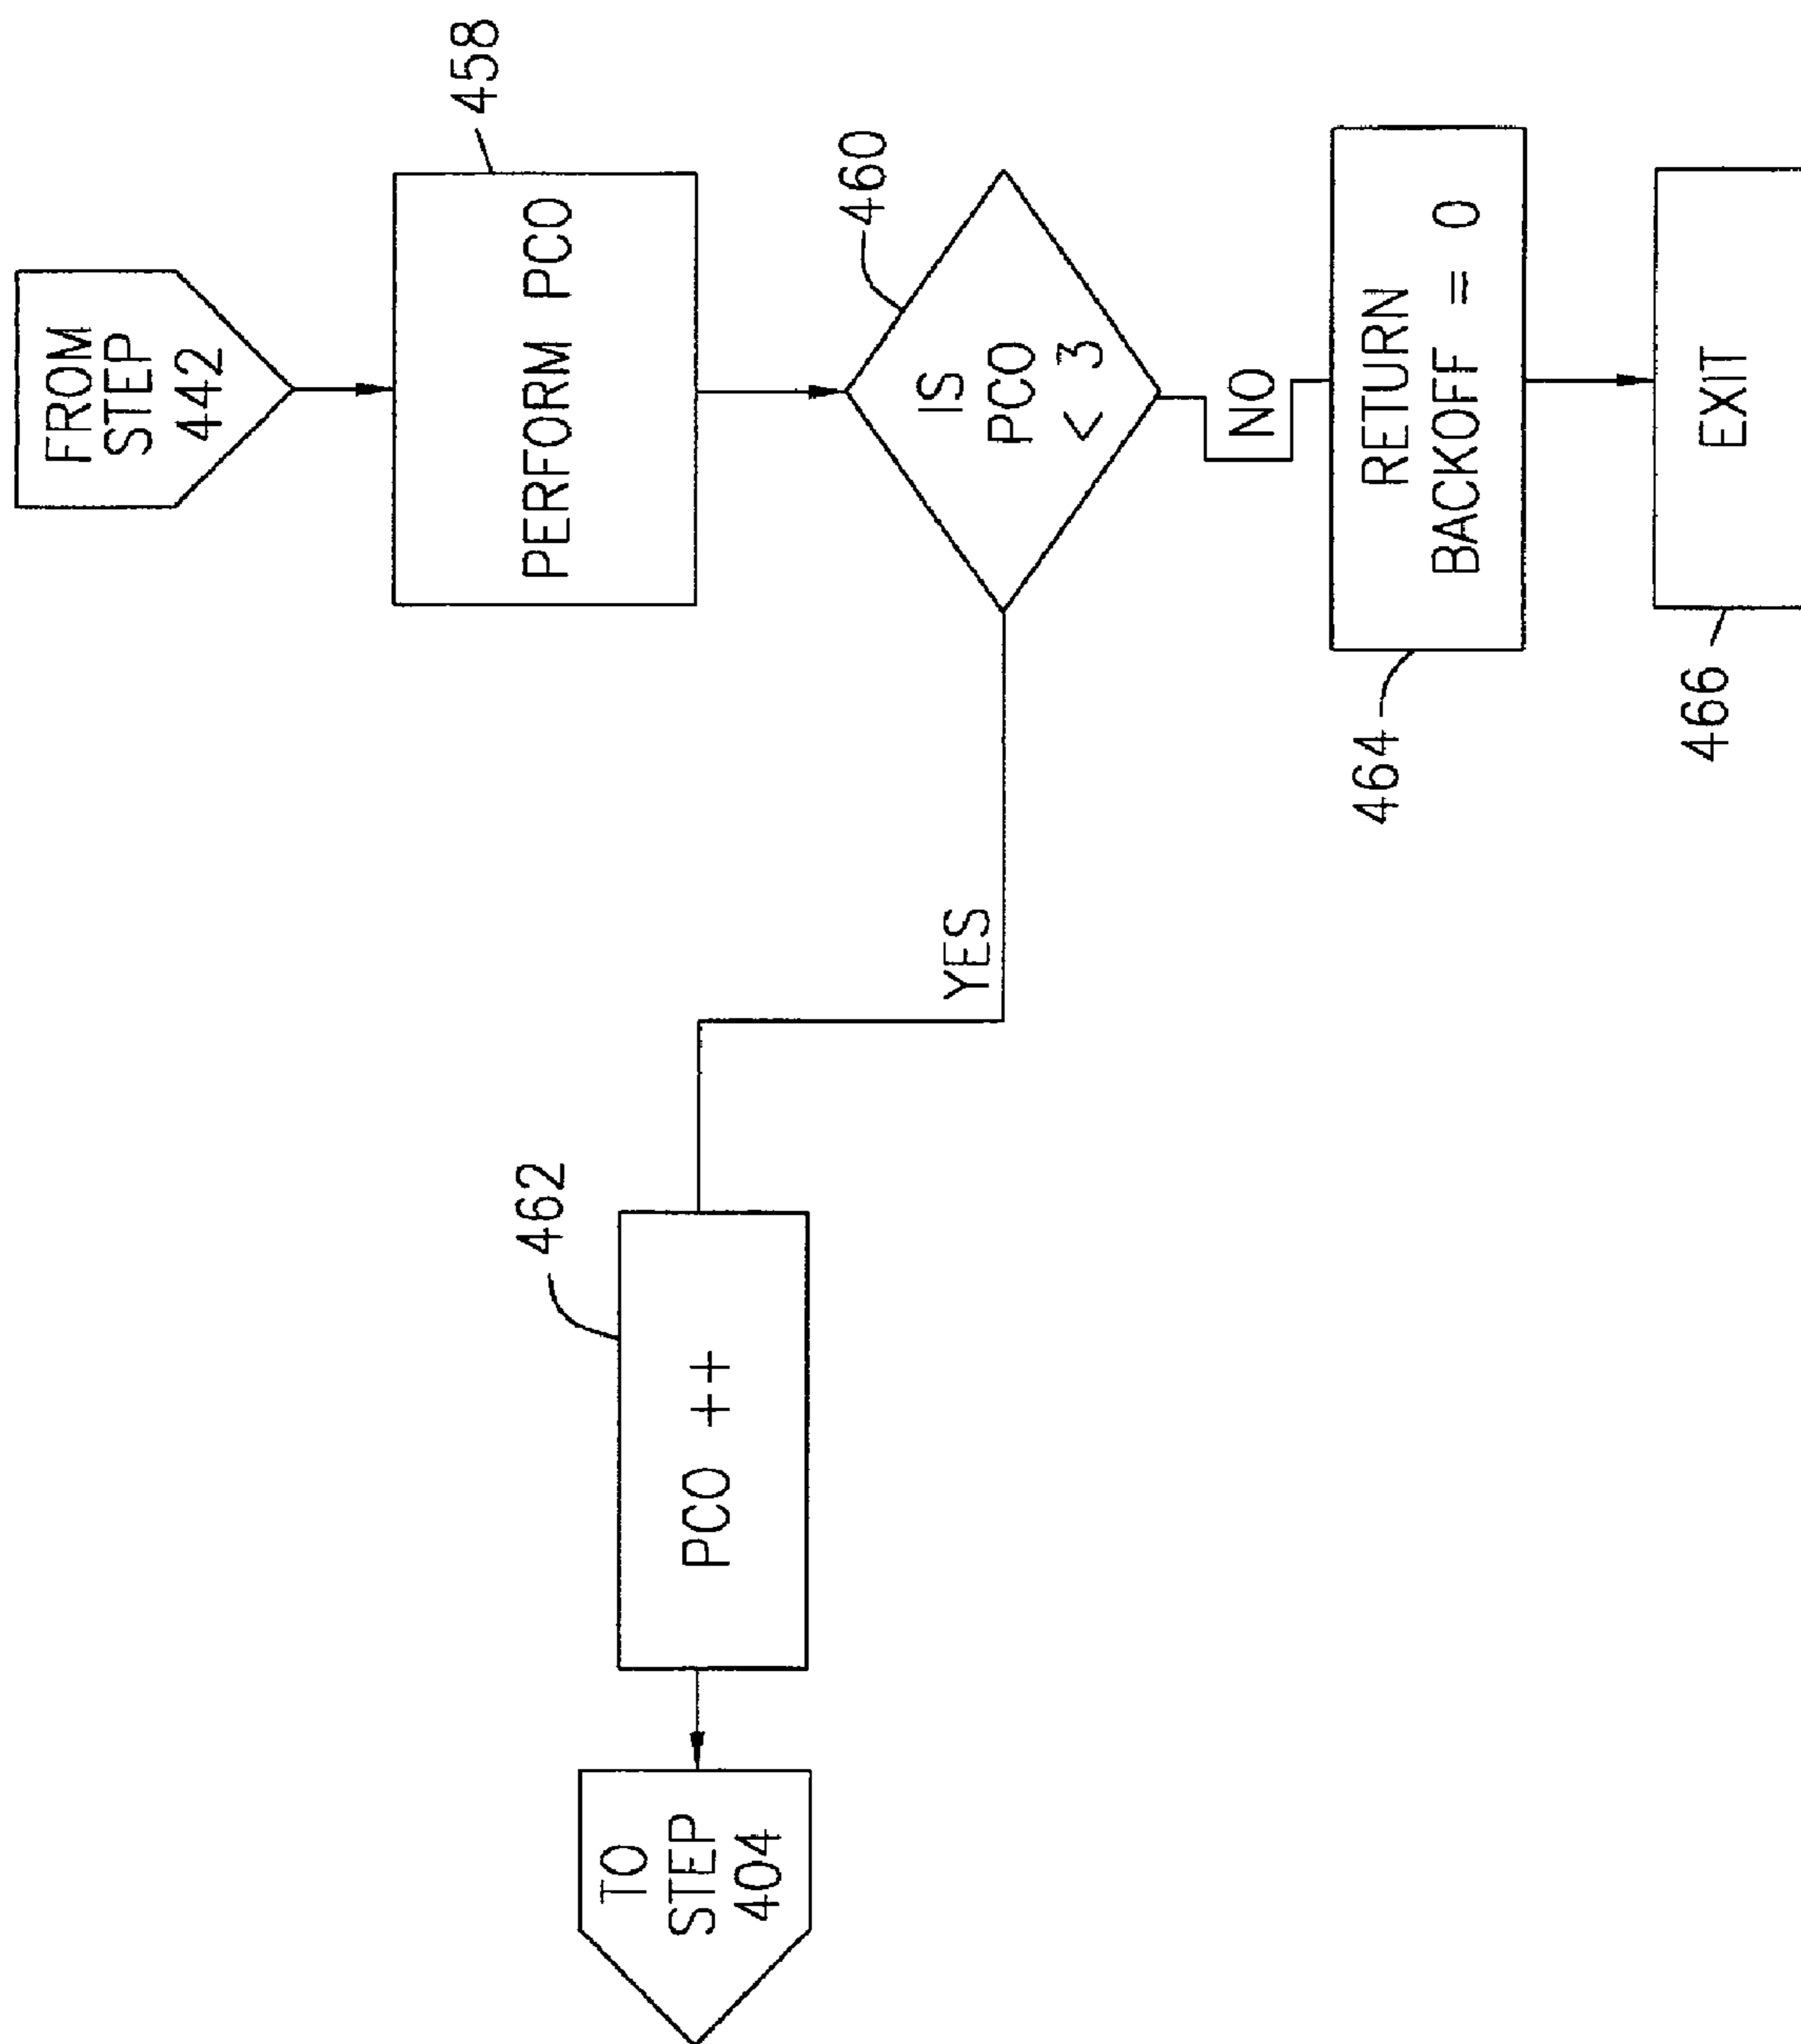 FROM
STEP
442
458
PERFORM PCO
460
IS
PCO
< 3
YES
462
PCO ++
TO
STEP
404
NO
RETURN
BACKOFF = 0
464
EXIT
466